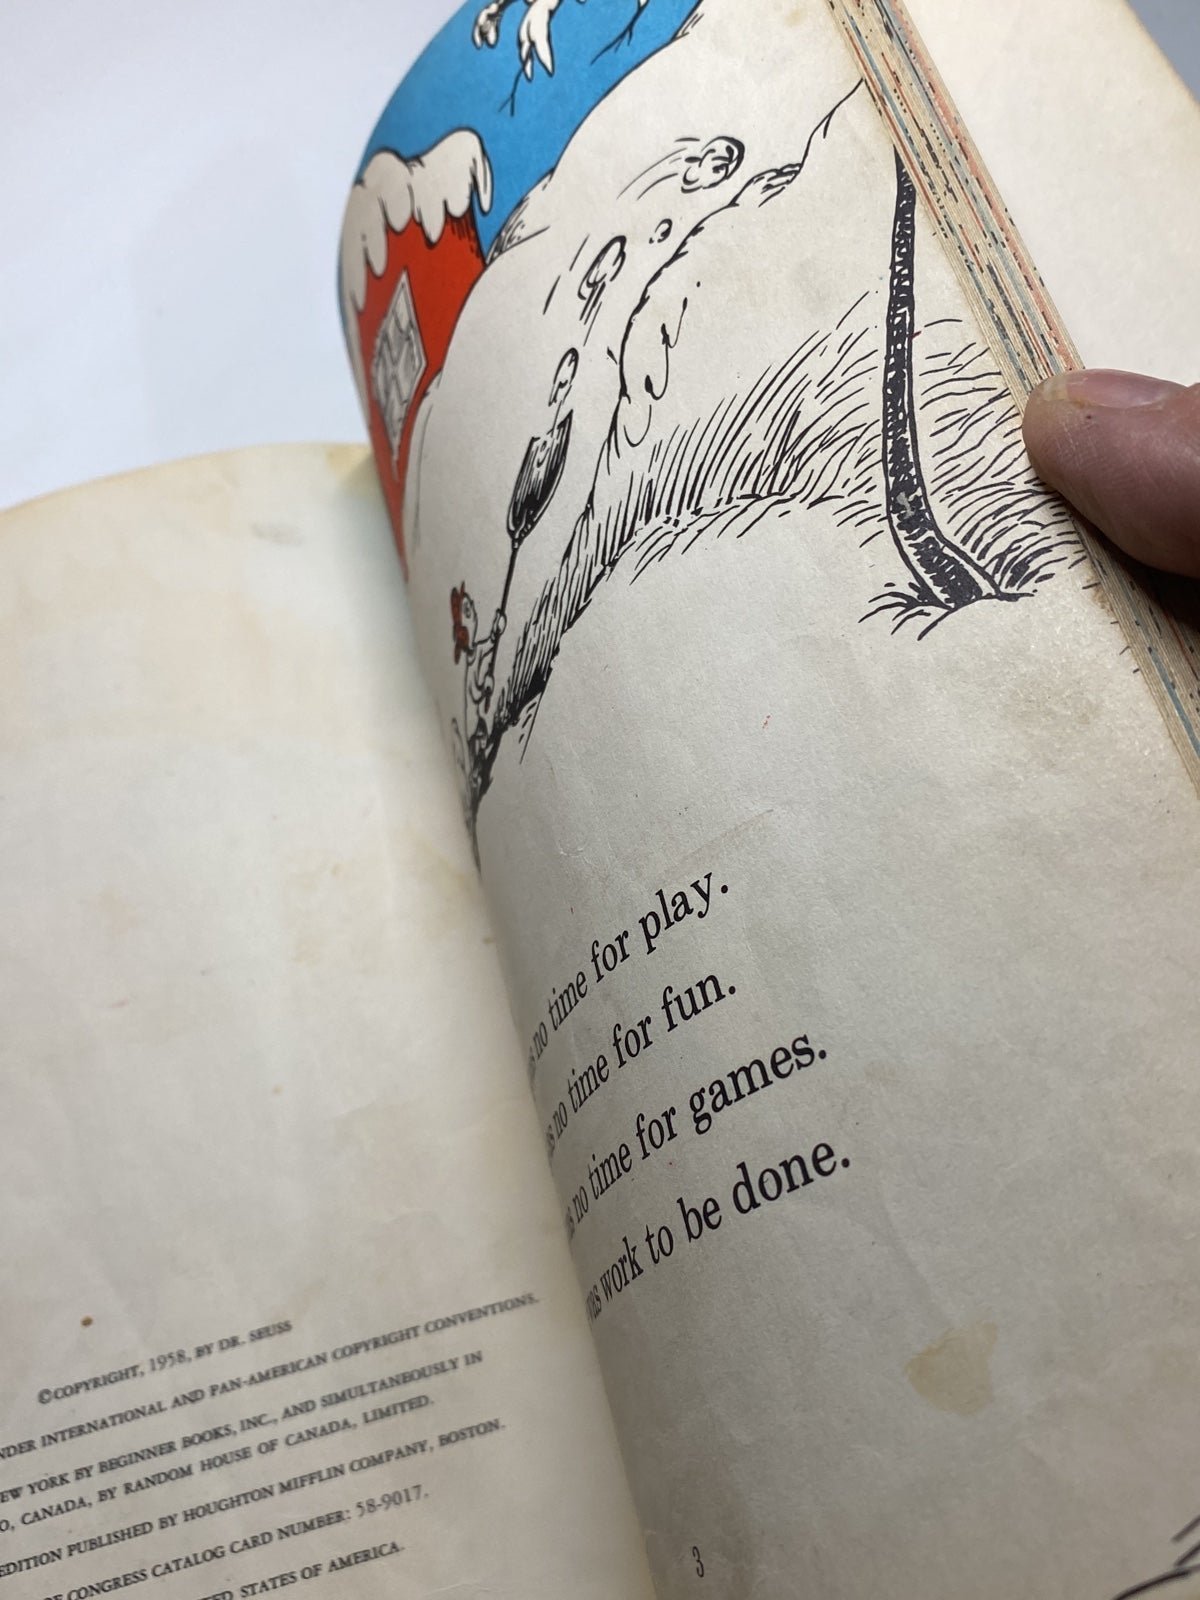 ©COPYRIGHT, 1958, BY DR. SEUSS
INTERNATIONAL AND PAN-AMERICAN COPYRIGHT CONVENTIONS.
YORK BY BEGINNER BOOKS, INC., AND SIMULTANEOUSLY IN
CANADA, BY RANDOM HOUSE OF CANADA, LIMITED.
EDITION PUBLISHED BY HOUGHTON MIFFLIN COMPANY, BOSTON.
OF CONGRESS CATALOG CARD NUMBER: 58-9017.
STATES OF AMERICA.
no time for play.
no time for fun.
no time for games.
work to be done.
3